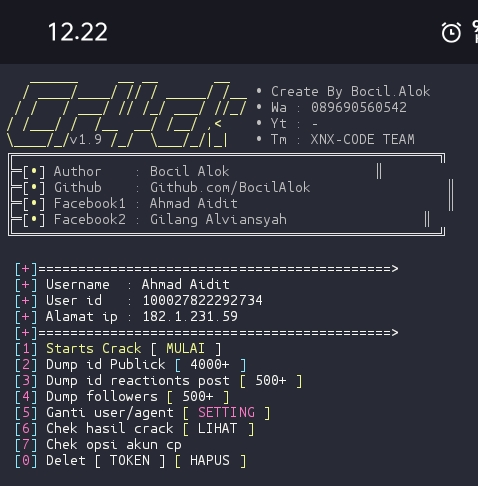 12.22
• Create By Bocil.Alok
• Wa : 089690560542
• Yt : -
v1.9 • Tm : XNX-CODE TEAM
[•] Author : Bocil Alok
[•] Github : Github.com/BocilAlok
[•] Facebook1 : Ahmad Aidit
[•] Facebook2 : Gilang Alviansyah
[+]============================================>
[+] Username : Ahmad Aidit
[+] User id : 100027822292734
[+] Alamat ip : 182.1.231.59
[+]============================================>
[1] Starts Crack [ MULAI ]
[2] Dump id Publick [ 4000+ ]
[3] Dump id reactionts post [ 500+ ]
[4] Dump followers [ 500+ ]
[5] Ganti user/agent [ SETTING ]
[6] Chek hasil crack [ LIHAT ]
[7] Chek opsi akun cp
[0] Delet [ TOKEN ] [ HAPUS ]